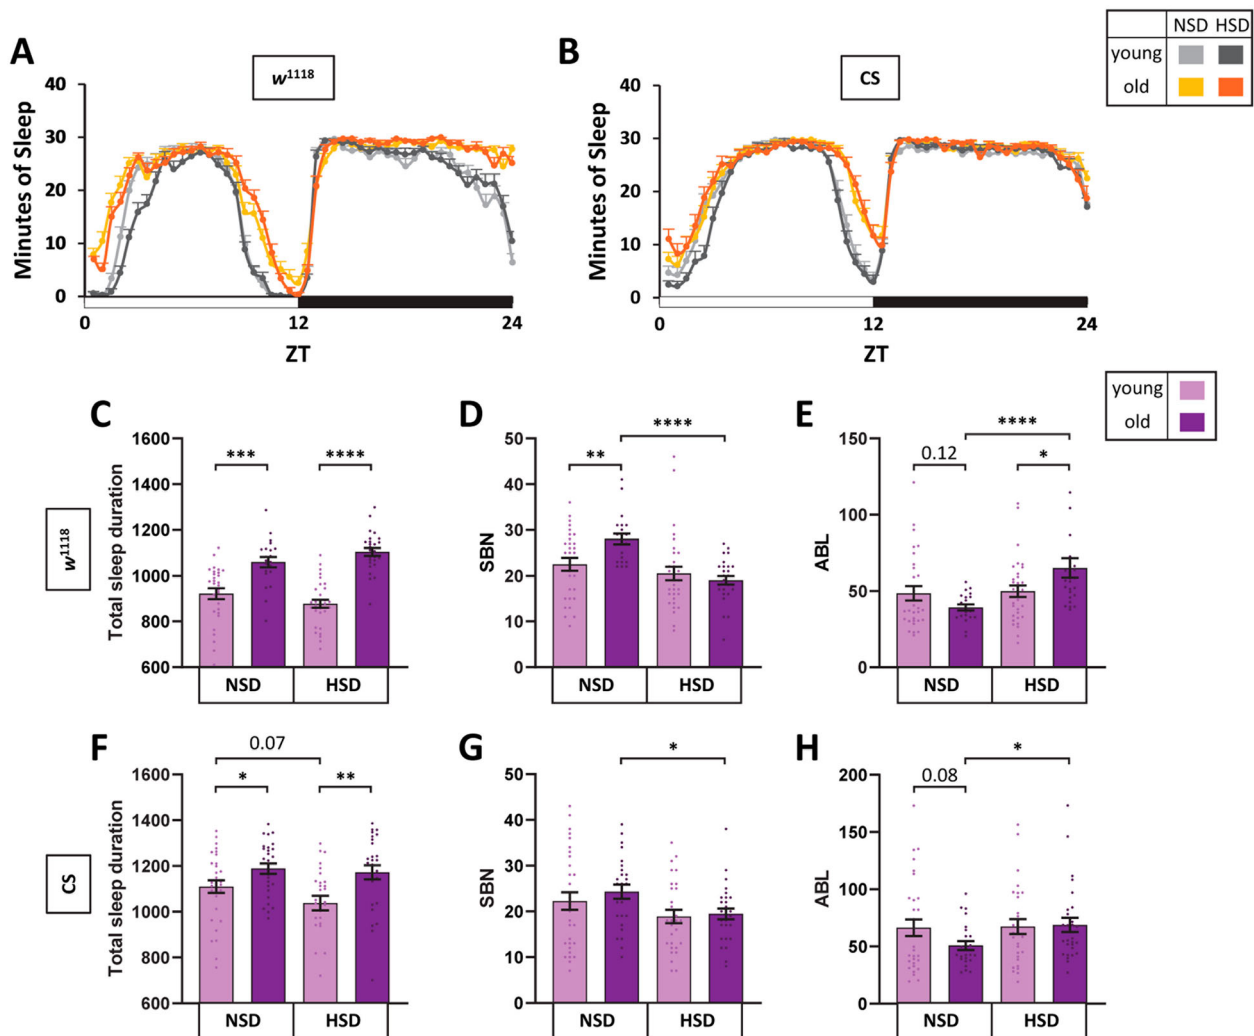 A
w1118
B
CS
NSD HSD
young
old
Minutes of Sleep
40
30
20
10
0
0 12 24
ZT
Minutes of Sleep
40
30
20
10
0
0 12 24
ZT
young
old
w1118
C
Total sleep duration
1600
1400
1200
1000
800
600
***
****
NSD HSD
D
SBN
50
40
30
20
10
0
**
****
NSD HSD
E
ABL
150
100
50
0
0.12
****
*
NSD HSD
CS
F
Total sleep duration
1600
1400
1200
1000
800
600
0.07
*
**
NSD HSD
G
SBN
50
40
30
20
10
0
*
NSD HSD
H
ABL
200
150
100
50
0
0.08
*
NSD HSD